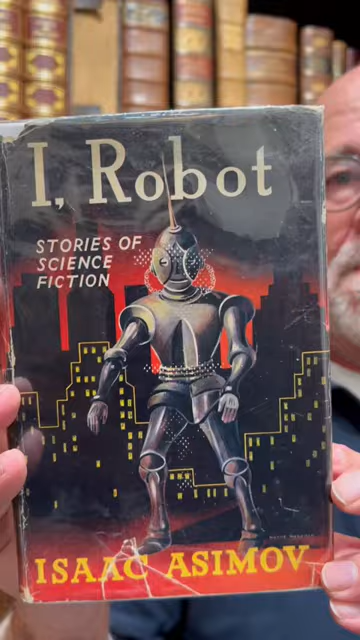 I, Robot
STORIES OF
SCIENCE
FICTION
ISAAC ASIMOV